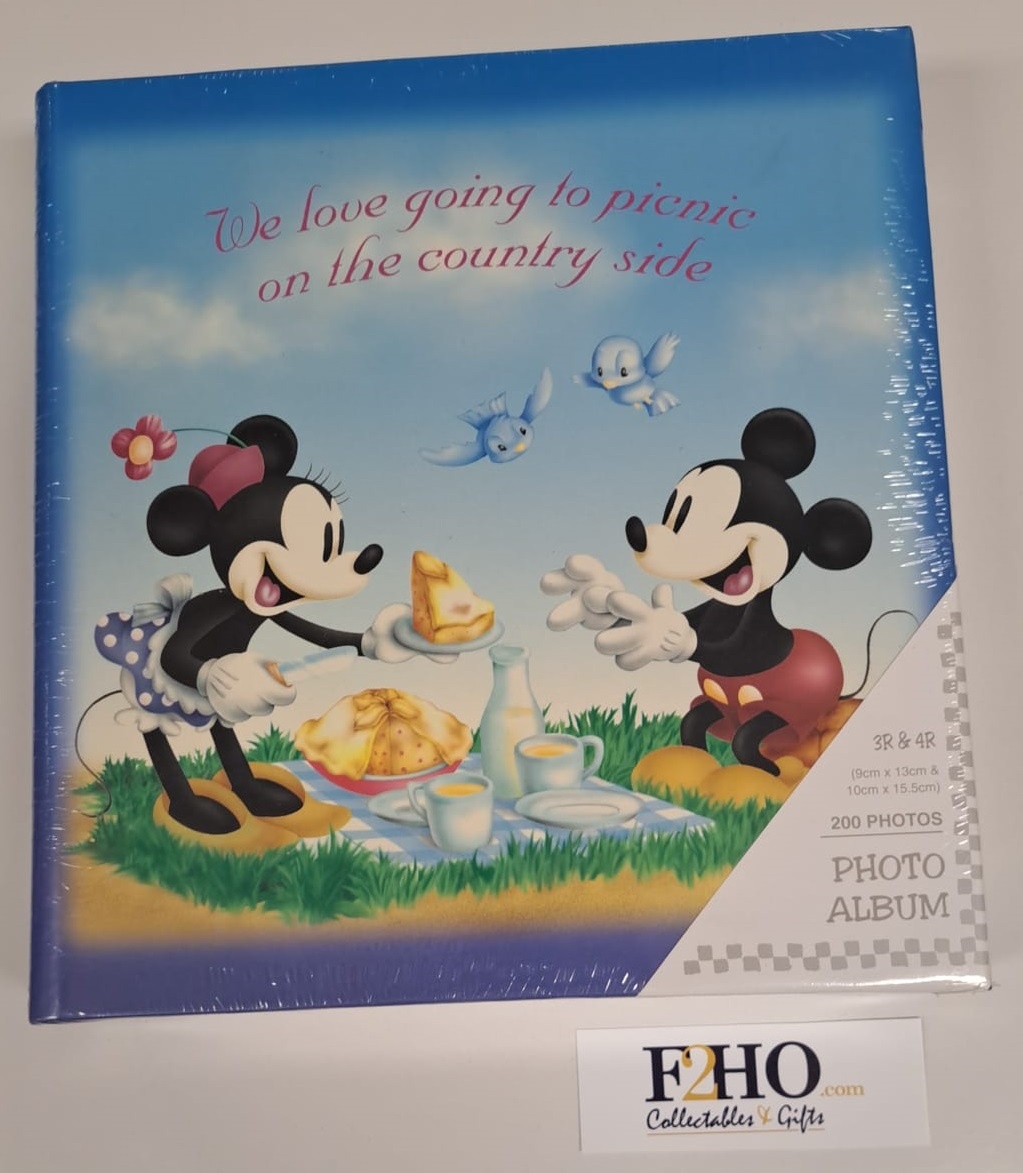 We love going to picnic
on the country side
3R & 4R
(9cm x 13cm &
10cm x 15.5cm)
200 PHOTOS
PHOTO
ALBUM
F2HO.com
Collectables & Gifts